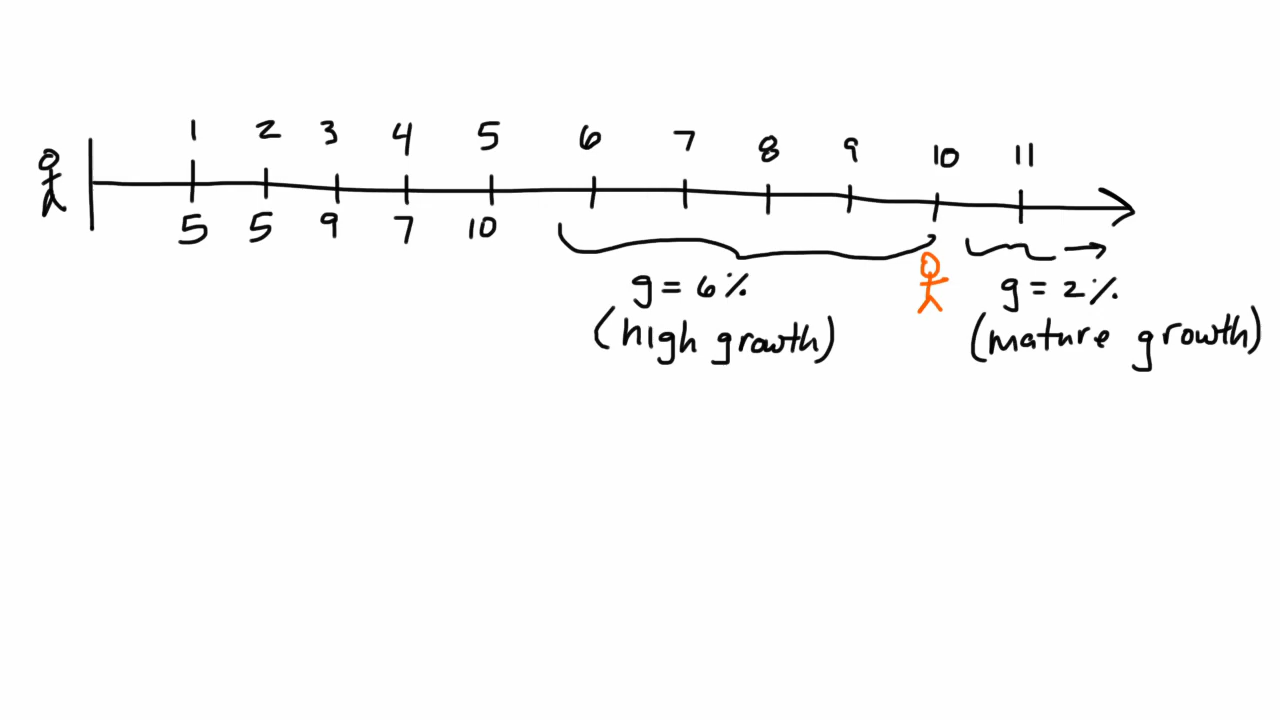 1 2 3 4 5 6 7 8 9 10 11
5 5 9 7 10
g = 6% g = 2%
(high growth) (mature growth)